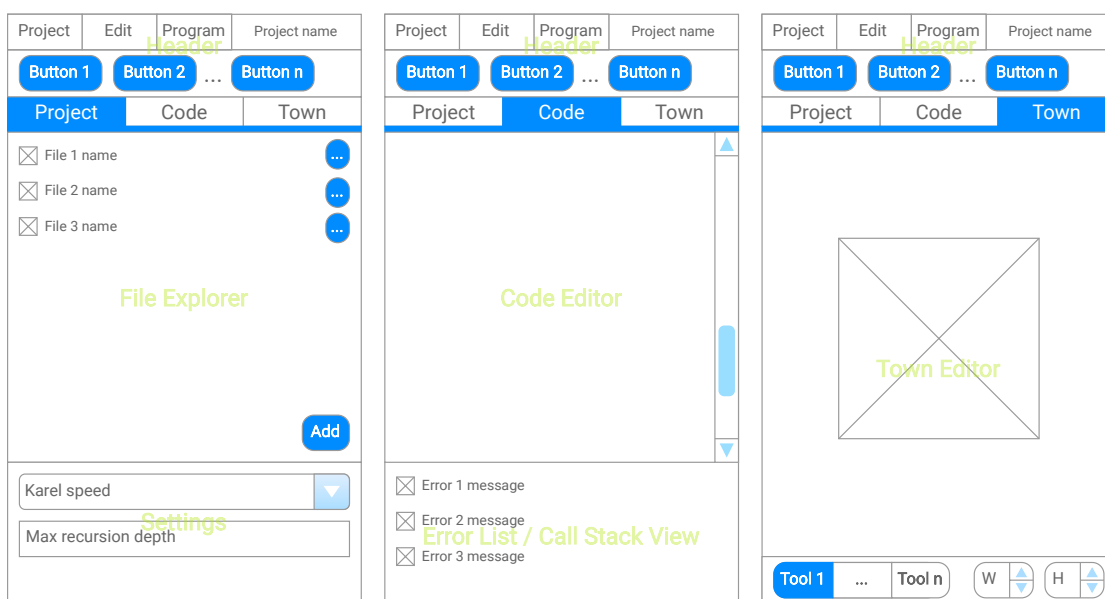 Project Edit Program Project name
Header
Button 1 Button 2 ... Button n
Project Code Town
File 1 name ...
File 2 name ...
File 3 name ...
File Explorer
Add
Karel speed
Settings
Max recursion depth
Project Edit Program Project name
Header
Button 1 Button 2 ... Button n
Project Code Town
Code Editor
Error 1 message
Error 2 message
Error List / Call Stack View
Error 3 message
Project Edit Program Project name
Header
Button 1 Button 2 ... Button n
Project Code Town
Town Editor
Tool 1 ... Tool n W H